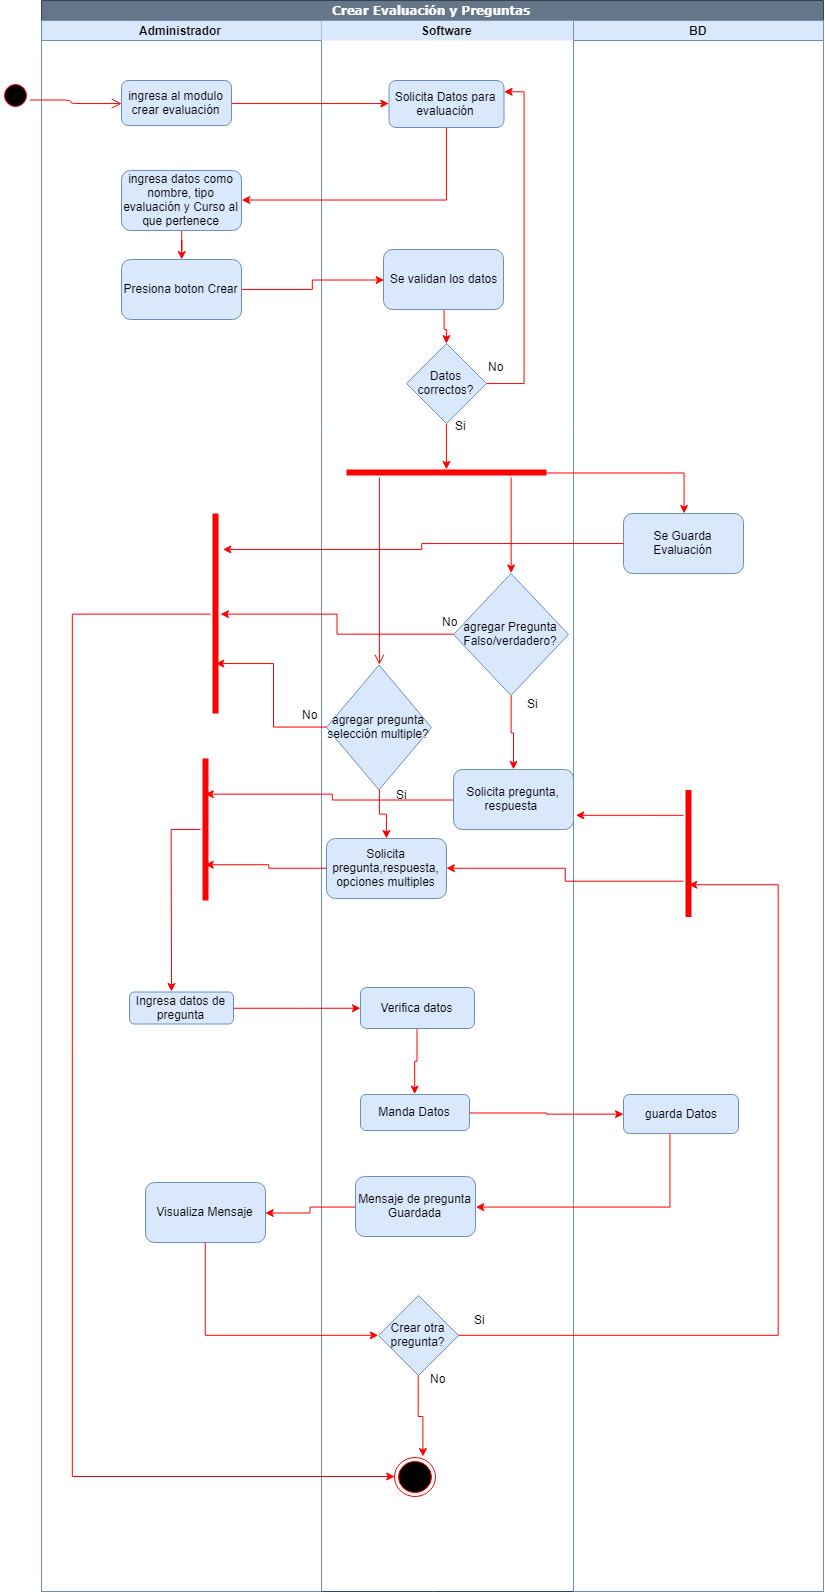 Crear Evaluación y Preguntas
Administrador
Software
BD
ingresa al modulo
crear evaluación
Solicita Datos para
evaluación
ingresa datos como
nombre, tipo
evaluación y Curso al
que pertenece
Presiona boton Crear
Se validan los datos
Datos
correctos?
No
Si
Se Guarda
Evaluación
agregar Pregunta
Falso/verdadero?
No
Si
agregar pregunta
selección multiple?
No
Si
Solicita pregunta,
respuesta
Solicita
pregunta,respuesta,
opciones multiples
Ingresa datos de
pregunta
Verifica datos
Manda Datos
guarda Datos
Mensaje de pregunta
Guardada
Visualiza Mensaje
Crear otra
pregunta?
Si
No